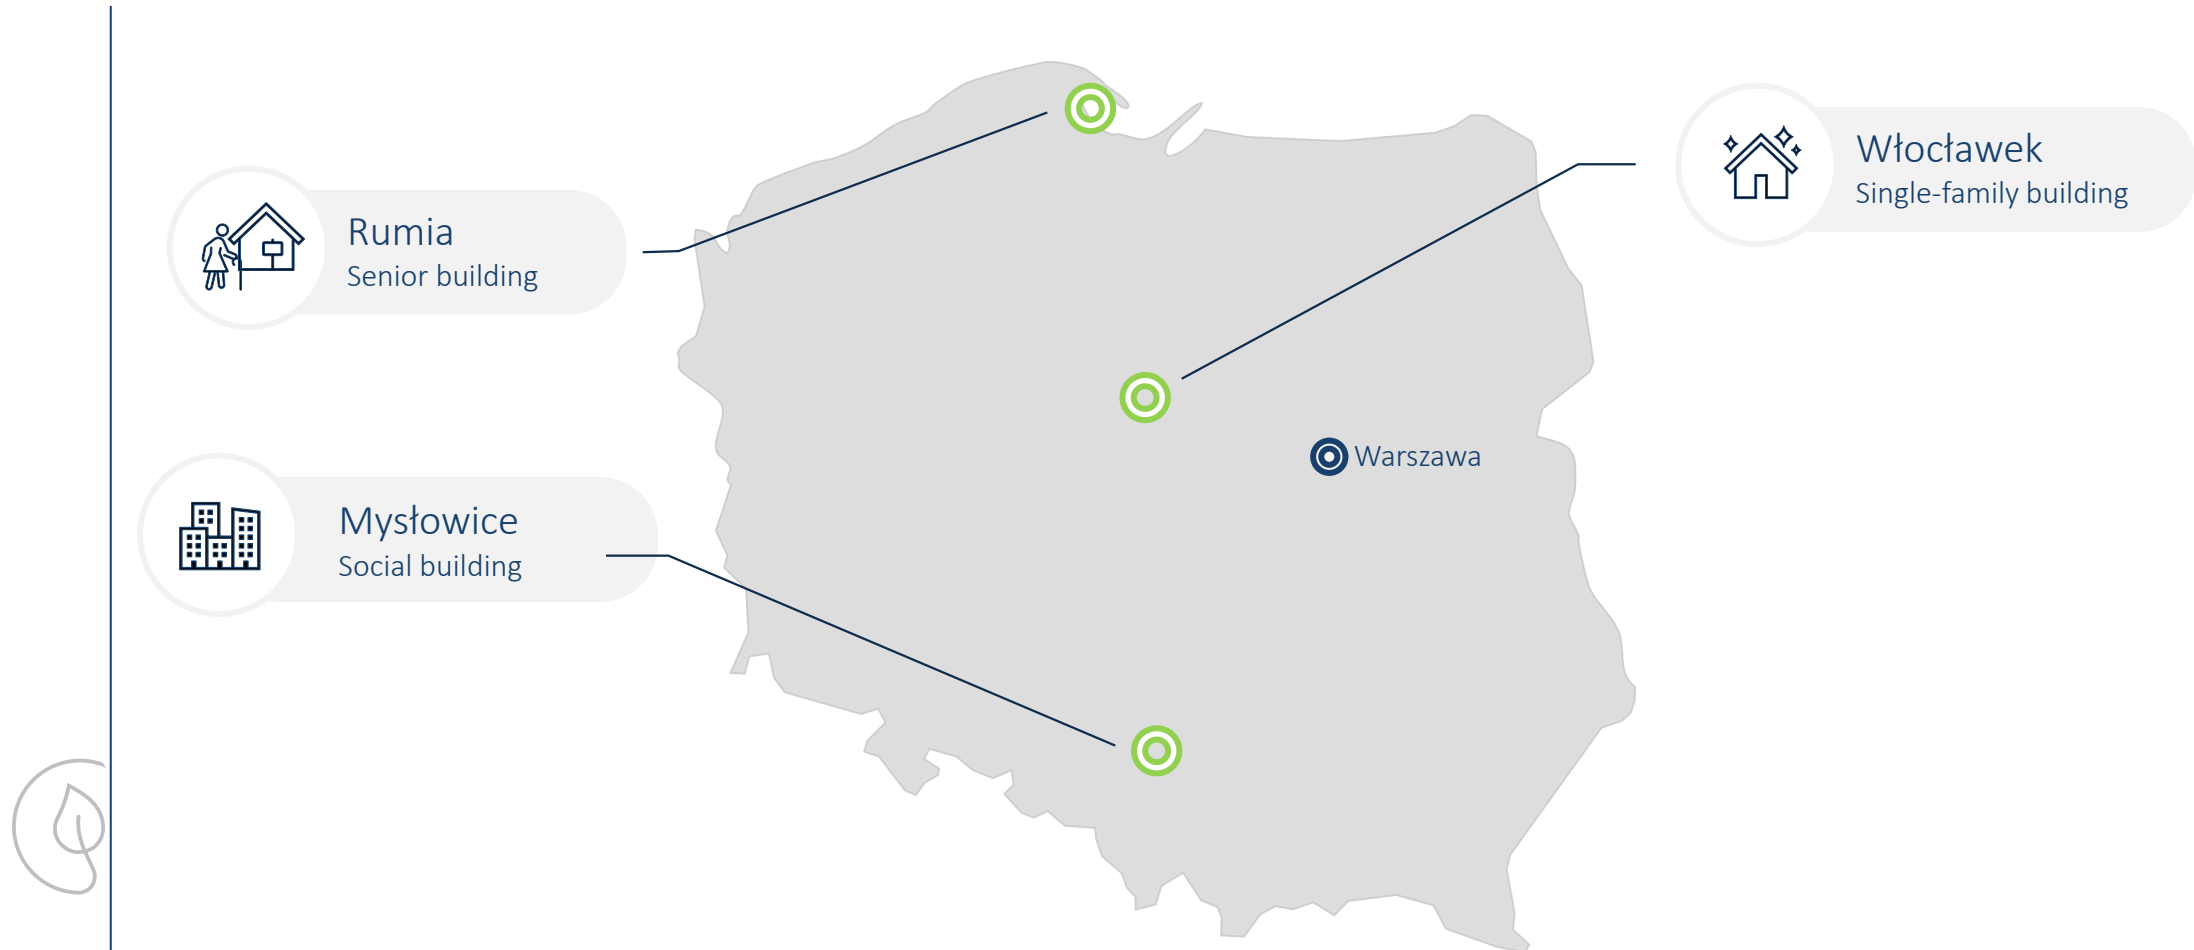 Rumia
Senior building
Mysłowice
Social building
Włocławek
Single-family building
Warszawa